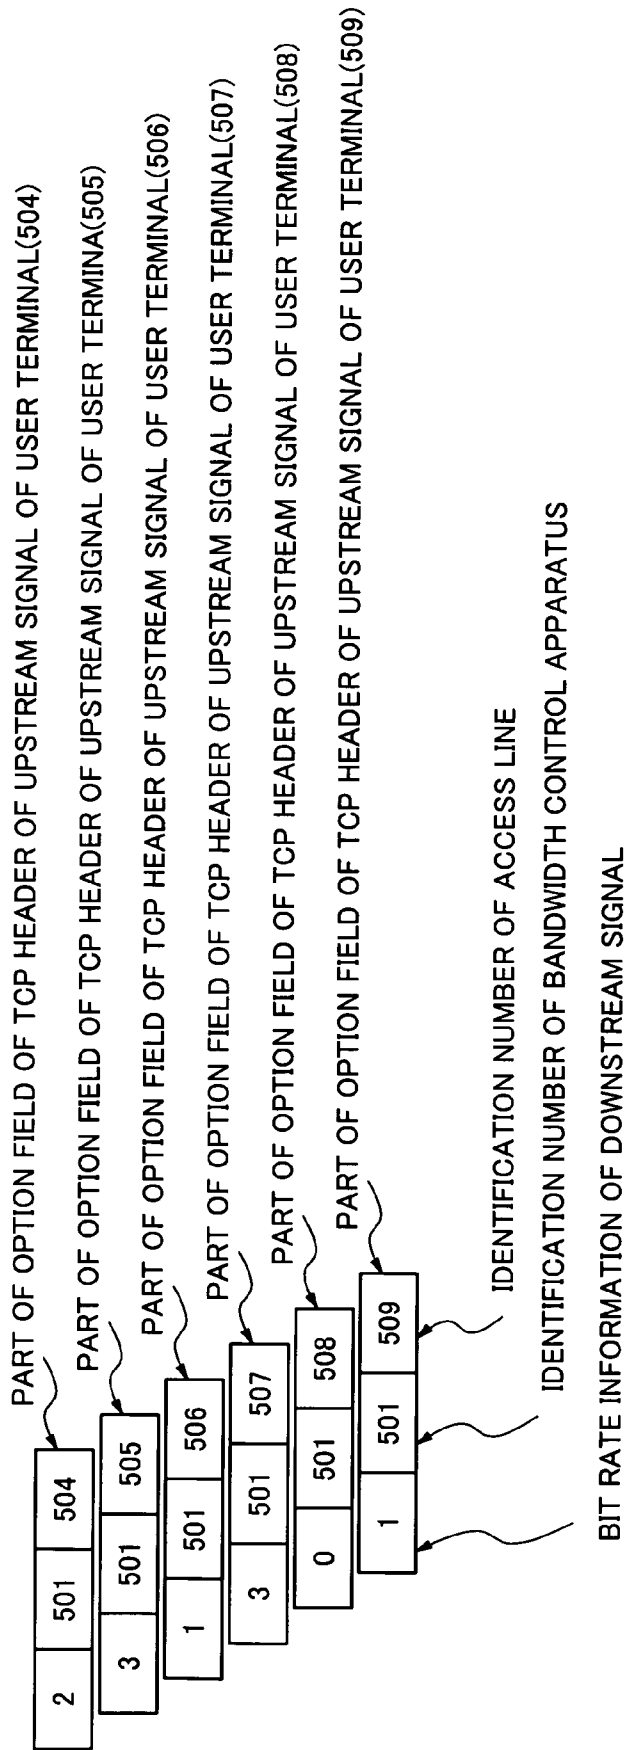 PART OF OPTION FIELD OF TCP HEADER OF UPSTREAM SIGNAL OF USER TERMINAL(504)
2 501 504
PART OF OPTION FIELD OF TCP HEADER OF UPSTREAM SIGNAL OF USER TERMINA(505)
3 501 505
PART OF OPTION FIELD OF TCP HEADER OF UPSTREAM SIGNAL OF USER TERMINAL(506)
1 501 506
PART OF OPTION FIELD OF TCP HEADER OF UPSTREAM SIGNAL OF USER TERMINAL(507)
3 501 507
PART OF OPTION FIELD OF TCP HEADER OF UPSTREAM SIGNAL OF USER TERMINAL(508)
0 501 508
PART OF OPTION FIELD OF TCP HEADER OF UPSTREAM SIGNAL OF USER TERMINAL(509)
1 501 509
IDENTIFICATION NUMBER OF ACCESS LINE
IDENTIFICATION NUMBER OF BANDWIDTH CONTROL APPARATUS
BIT RATE INFORMATION OF DOWNSTREAM SIGNAL